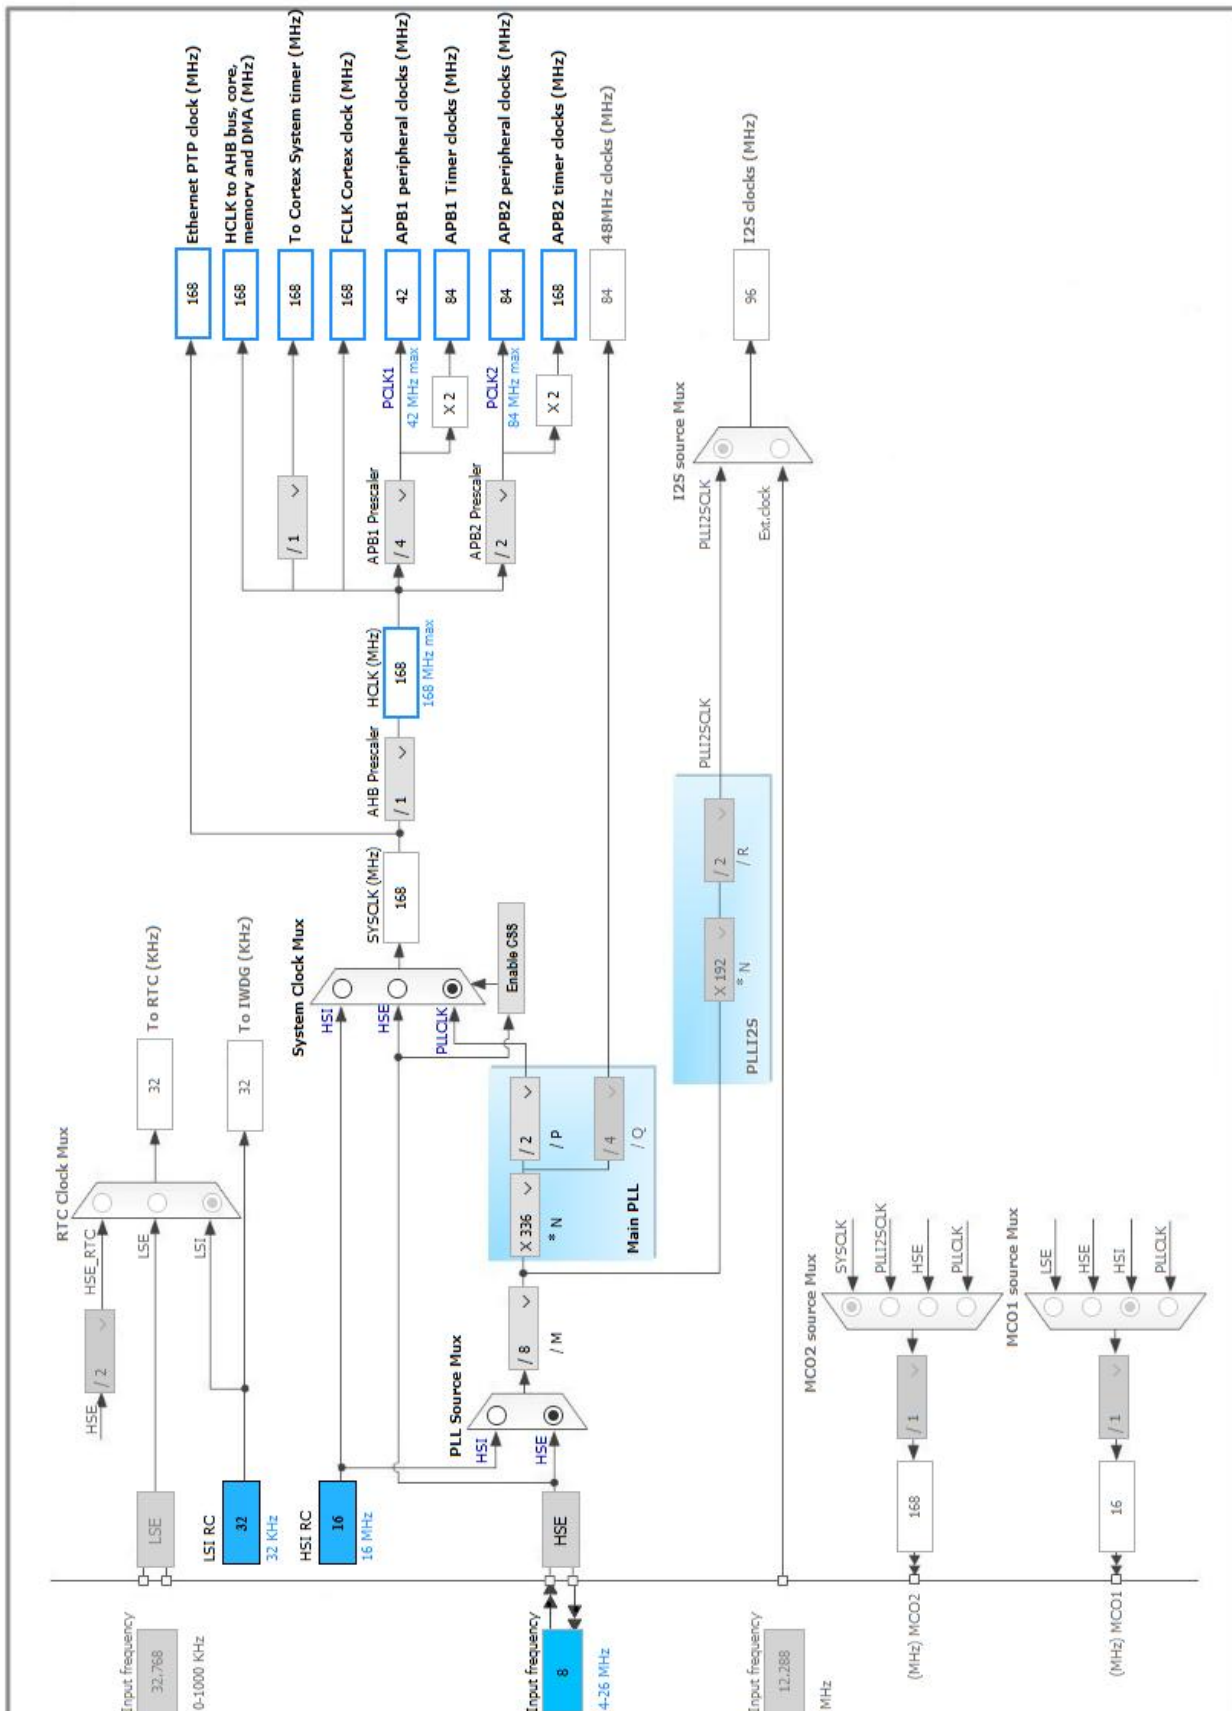 RTC Clock Mux
HSE
/ 2
HSE_RTC
LSE
LSI
32
To RTC (KHz)
32
To IWDG (KHz)
Input frequency
32.768
0-1000 KHz
LSE
LSI RC
32
32 KHz
HSI RC
16
16 MHz
Input frequency
8
4-26 MHz
HSE
PLL Source Mux
HSI
HSE
/ 8
/ M
X 336
* N
/ 2
/ P
/ 4
/ Q
Main PLL
System Clock Mux
HSI
HSE
PLLCLK
Enable CSS
SYSCLK (MHz)
168
AHB Prescaler
/ 1
HCLK (MHz)
168
168 MHz max
/ 1
APB1 Prescaler
/ 4
PCLK1
42 MHz max
X 2
APB2 Prescaler
/ 2
PCLK2
84 MHz max
X 2
168
Ethernet PTP clock (MHz)
168
HCLK to AHB bus, core,
memory and DMA (MHz)
168
To Cortex System timer (MHz)
168
FCLK Cortex clock (MHz)
42
APB1 peripheral clocks (MHz)
84
APB1 Timer clocks (MHz)
84
APB2 peripheral clocks (MHz)
168
APB2 timer clocks (MHz)
84
48MHz clocks (MHz)
PLLI2S
X 192
* N
/ 2
/ R
PLLI2SCLK
I2S source Mux
PLLI2SCLK
Ext.clock
96
I2S clocks (MHz)
Input frequency
12.288
MHz
MCO2 source Mux
SYSCLK
PLLI2SCLK
HSE
PLLCLK
/ 1
168
(MHz) MCO2
MCO1 source Mux
LSE
HSE
HSI
PLLCLK
/ 1
16
(MHz) MCO1